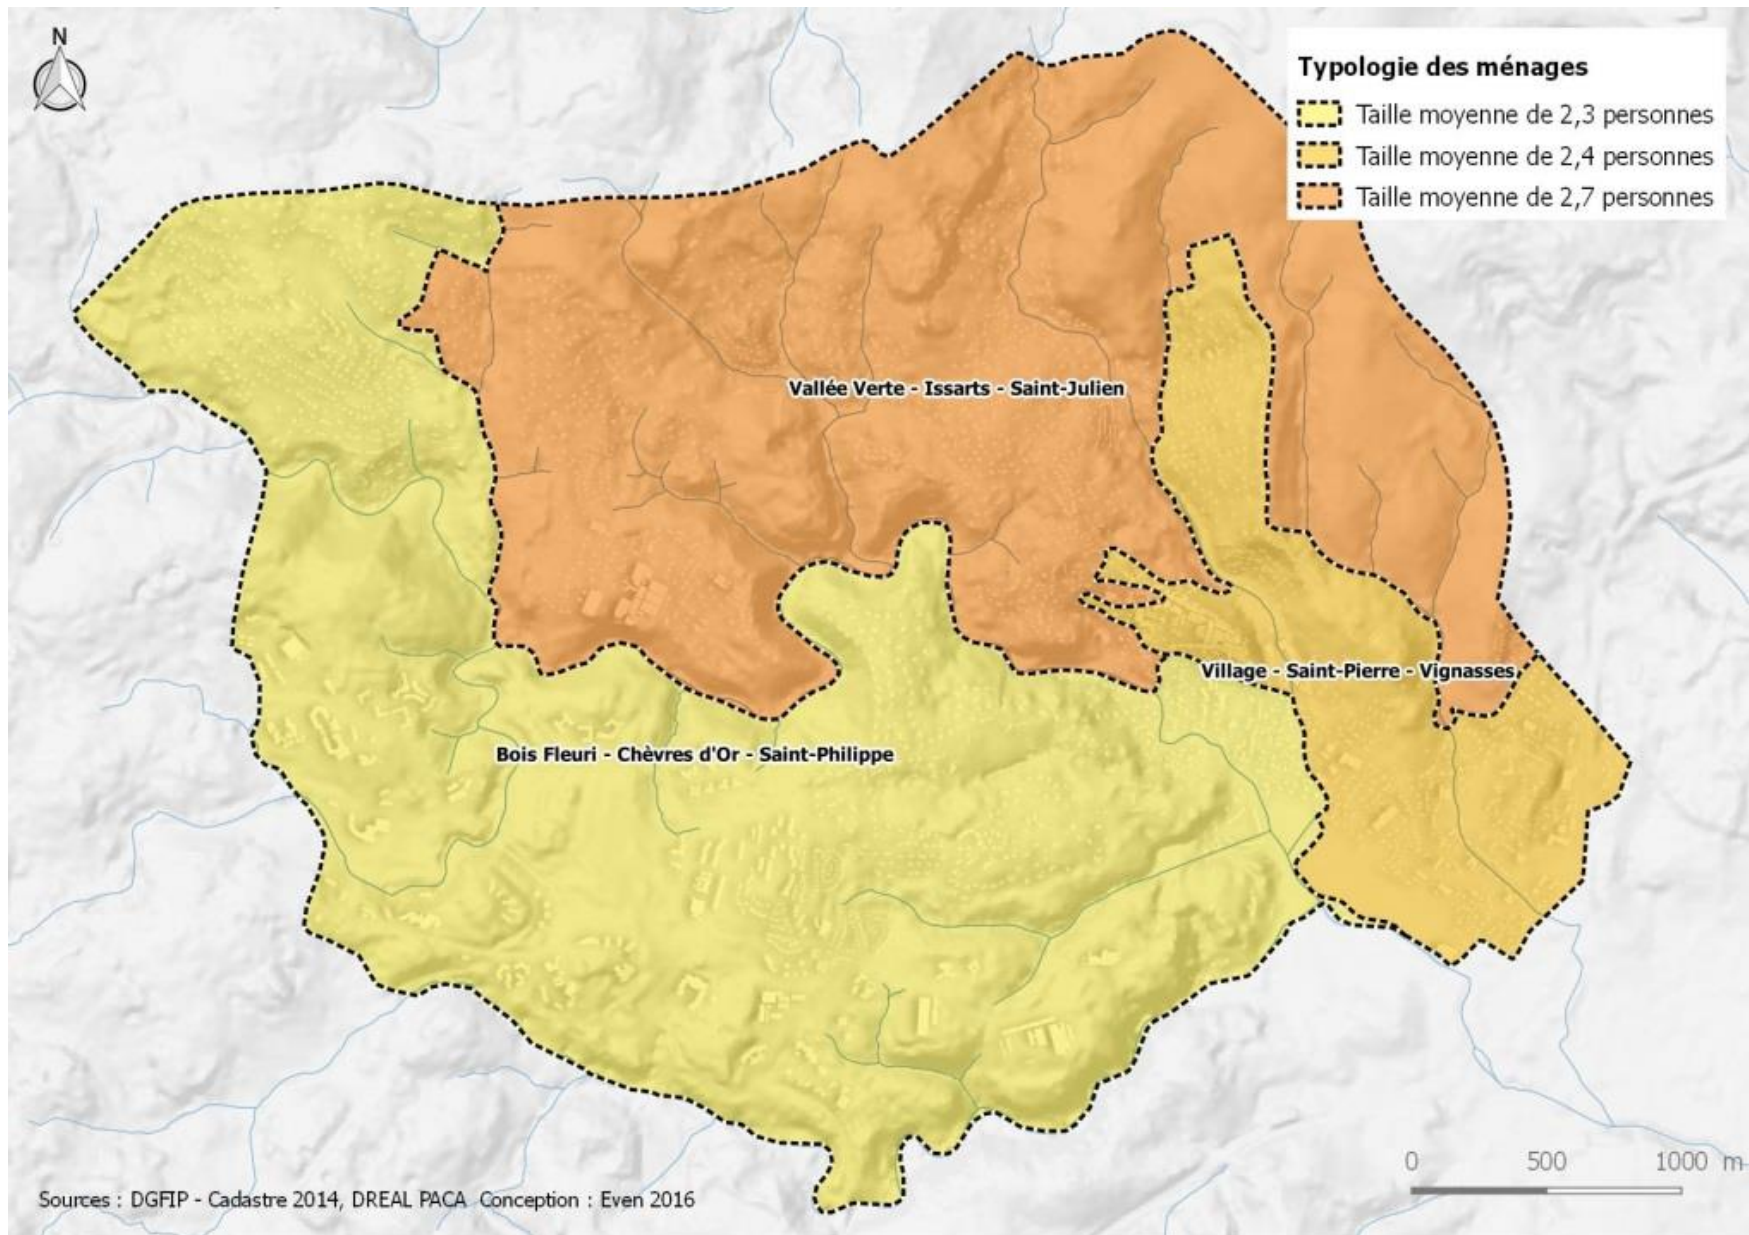 N
Typologie des ménages
Taille moyenne de 2,3 personnes
Taille moyenne de 2,4 personnes
Taille moyenne de 2,7 personnes
Vallée Verte - Issarts - Saint-Julien
Village - Saint-Pierre - Vignasses
Bois Fleuri - Chèvres d'Or - Saint-Philippe
0 500 1000 m
Sources : DGFIP - Cadastre 2014, DREAL PACA Conception : Even 2016